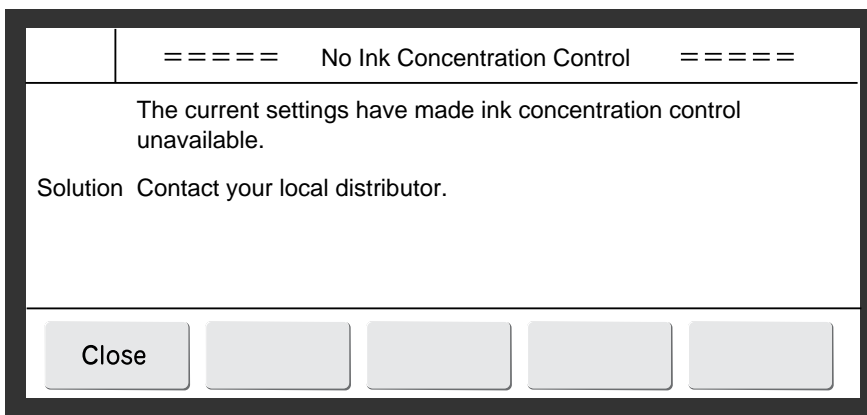 ===== No Ink Concentration Control =====
The current settings have made ink concentration control
unavailable.
Solution Contact your local distributor.
Close